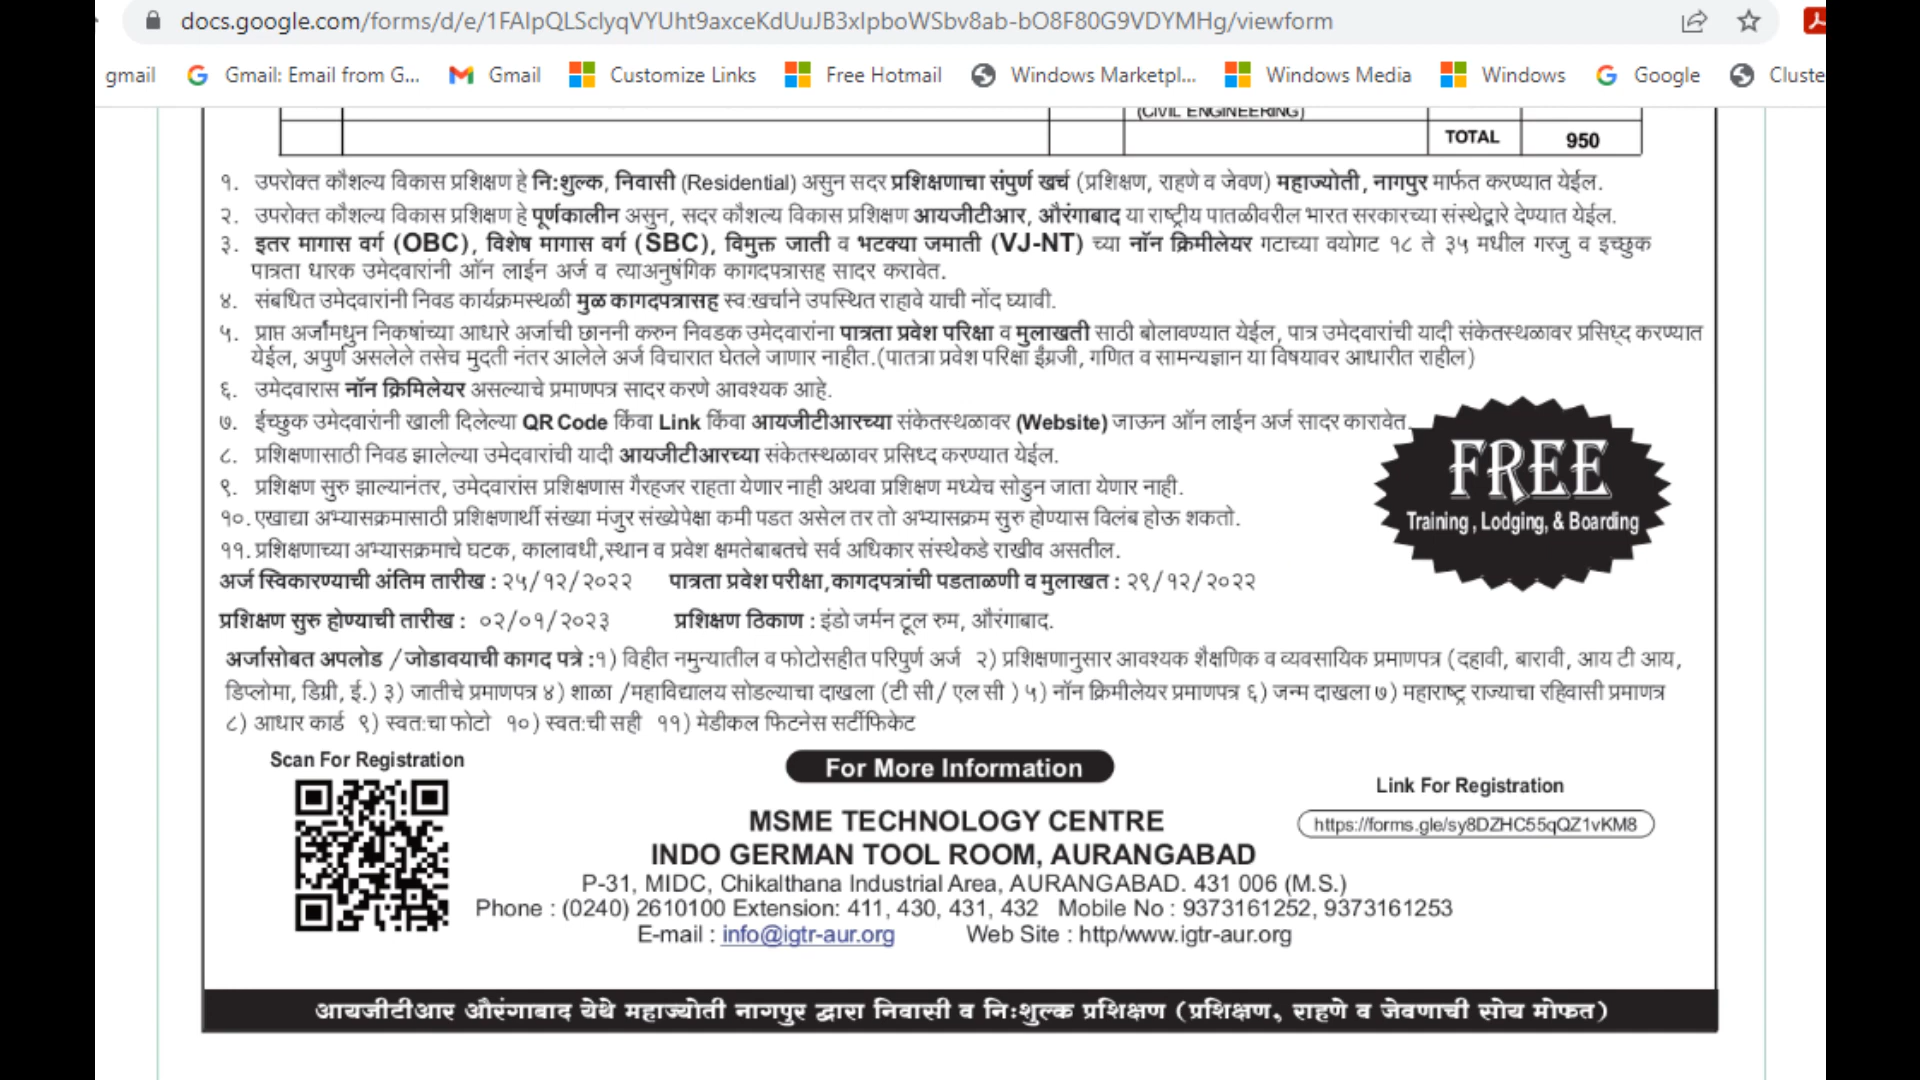 docs.google.com/forms/d/e/1FAIpQLSclyqVYUht9axceKdUuJB3xIpboWSbv8ab-bO8F80G9VDYMHg/viewform
gmail Gmail: Email from G... Gmail Customize Links Free Hotmail Windows Marketpl... Windows Media Windows Google Cluste
(CIVIL ENGINEERING)
TOTAL 950
१. उपरोक्त कौशल्य विकास प्रशिक्षण हे नि:शुल्क, निवासी (Residential) असुन सदर प्रशिक्षणाचा संपुर्ण खर्च (प्रशिक्षण, राहणे व जेवण) महाज्योती, नागपुर मार्फत करण्यात येईल.
२. उपरोक्त कौशल्य विकास प्रशिक्षण हे पूर्णकालीन असुन, सदर कौशल्य विकास प्रशिक्षण आयजीटीआर, औरंगाबाद या राष्ट्रीय पातळीवरील भारत सरकारच्या संस्थेद्वारे देण्यात येईल.
३. इतर मागास वर्ग (OBC), विशेष मागास वर्ग (SBC), विमुक्त जाती व भटक्या जमाती (VJ-NT) च्या नॉन क्रिमीलेयर गटाच्या वयोगट १८ ते ३५ मधील गरजु व इच्छुक
पात्रता धारक उमेदवारांनी ऑन लाईन अर्ज व त्याअनुषंगिक कागदपत्रासह सादर करावेत.
४. संबधित उमेदवारांनी निवड कार्यक्रमस्थळी मुळ कागदपत्रासह स्व:खर्चाने उपस्थित राहावे याची नोंद घ्यावी.
५. प्राप्त अर्जांमधुन निकषांच्या आधारे अर्जाची छाननी करुन निवडक उमेदवारांना पात्रता प्रवेश परिक्षा व मुलाखती साठी बोलावण्यात येईल, पात्र उमेदवारांची यादी संकेतस्थळावर प्रसिध्द करण्यात
येईल, अपुर्ण असलेले तसेच मुदती नंतर आलेले अर्ज विचारात घेतले जाणार नाहीत.(पातत्रा प्रवेश परिक्षा ईंग्रजी, गणित व सामन्यज्ञान या विषयावर आधारीत राहील)
६. उमेदवारास नॉन क्रिमिलेयर असल्याचे प्रमाणपत्र सादर करणे आवश्यक आहे.
७. ईच्छुक उमेदवारांनी खाली दिलेल्या QR Code किंवा Link किंवा आयजीटीआरच्या संकेतस्थळावर (Website) जाऊन ऑन लाईन अर्ज सादर कारावेत.
८. प्रशिक्षणासाठी निवड झालेल्या उमेदवारांची यादी आयजीटीआरच्या संकेतस्थळावर प्रसिध्द करण्यात येईल.
९. प्रशिक्षण सुरु झाल्यानंतर, उमेदवारांस प्रशिक्षणास गैरहजर राहता येणार नाही अथवा प्रशिक्षण मध्येच सोडुन जाता येणार नाही.
१०. एखाद्या अभ्यासक्रमासाठी प्रशिक्षणार्थी संख्या मंजुर संख्येपेक्षा कमी पडत असेल तर तो अभ्यासक्रम सुरु होण्यास विलंब होऊ शकतो.
११. प्रशिक्षणाच्या अभ्यासक्रमाचे घटक, कालावधी,स्थान व प्रवेश क्षमतेबाबतचे सर्व अधिकार संस्थेकडे राखीव असतील.
FREE
Training , Lodging, & Boarding
अर्ज स्विकारण्याची अंतिम तारीख : २५/१२/२०२२ पात्रता प्रवेश परीक्षा,कागदपत्रांची पडताळणी व मुलाखत : २९/१२/२०२२
प्रशिक्षण सुरु होण्याची तारीख : ०२/०१/२०२३ प्रशिक्षण ठिकाण : इंडो जर्मन टूल रुम, औरंगाबाद.
अर्जासोबत अपलोड /जोडावयाची कागद पत्रे :१) विहीत नमुन्यातील व फोटोसहीत परिपुर्ण अर्ज २) प्रशिक्षणानुसार आवश्यक शैक्षणिक व व्यवसायिक प्रमाणपत्र (दहावी, बारावी, आय टी आय,
डिप्लोमा, डिग्री, ई.) ३) जातीचे प्रमाणपत्र ४) शाळा /महाविद्यालय सोडल्याचा दाखला (टी सी/ एल सी ) ५) नॉन क्रिमीलेयर प्रमाणपत्र ६) जन्म दाखला ७) महाराष्ट्र राज्याचा रहिवासी प्रमाणत्र
८) आधार कार्ड ९) स्वत:चा फोटो १०) स्वत:ची सही ११) मेडीकल फिटनेस सर्टीफिकेट
Scan For Registration
For More Information
Link For Registration
https://forms.gle/sy8DZHC55qQZ1vKM8
MSME TECHNOLOGY CENTRE
INDO GERMAN TOOL ROOM, AURANGABAD
P-31, MIDC, Chikalthana Industrial Area, AURANGABAD. 431 006 (M.S.)
Phone : (0240) 2610100 Extension: 411, 430, 431, 432 Mobile No : 9373161252, 9373161253
E-mail : info@igtr-aur.org Web Site : http/www.igtr-aur.org
आयजीटीआर औरंगाबाद येथे महाज्योती नागपुर द्वारा निवासी व नि:शुल्क प्रशिक्षण (प्रशिक्षण, राहणे व जेवणाची सोय मोफत)